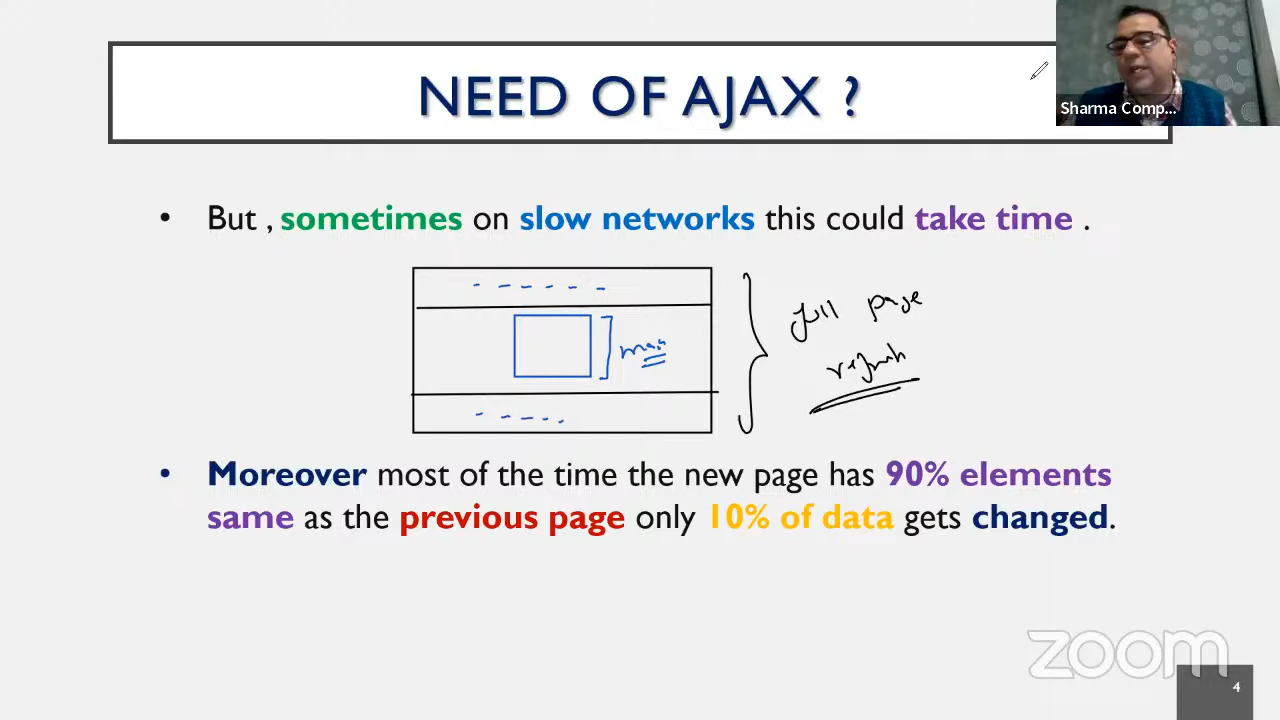 NEED OF AJAX ?
Sharma Comp...
• But , sometimes on slow networks this could take time .
full page
refresh
• Moreover most of the time the new page has 90% elements
same as the previous page only 10% of data gets changed.
zoom
4